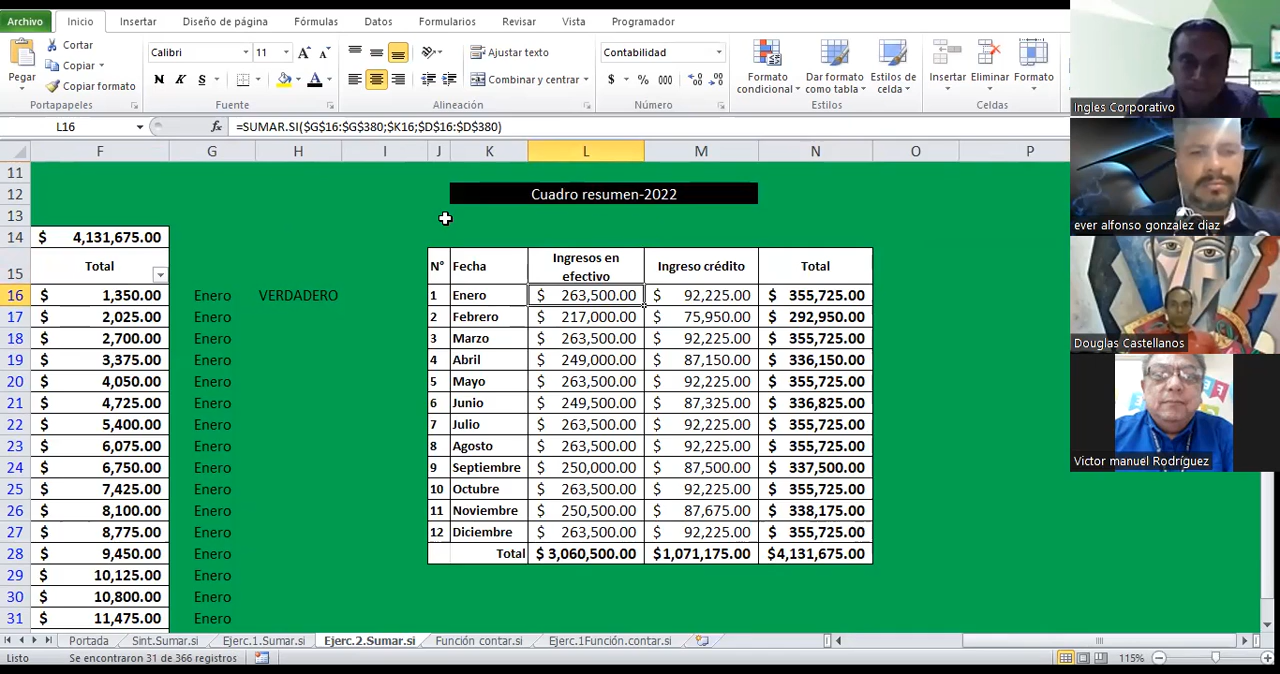 Archivo Inicio Insertar Diseño de página Fórmulas Datos Formularios Revisar Vista Programador
Pegar
Cortar
Copiar
Copiar formato
Portapapeles
Calibri 11
N K S
Fuente
Ajustar texto
Combinar y centrar
Alineación
Contabilidad
$ % 000
Número
Formato condicional
Dar formato como tabla
Estilos de celda
Estilos
Insertar Eliminar Formato
Celdas
L16 fx =SUMAR.SI($G$16:$G$380;$K16;$D$16:$D$380)
F G H I J K L M N O P
11
12 Cuadro resumen-2022
13
14 $ 4,131,675.00
15 Total N° Fecha Ingresos en efectivo Ingreso crédito Total
16 $ 1,350.00 Enero VERDADERO 1 Enero $ 263,500.00 $ 92,225.00 $ 355,725.00
17 $ 2,025.00 Enero 2 Febrero $ 217,000.00 $ 75,950.00 $ 292,950.00
18 $ 2,700.00 Enero 3 Marzo $ 263,500.00 $ 92,225.00 $ 355,725.00
19 $ 3,375.00 Enero 4 Abril $ 249,000.00 $ 87,150.00 $ 336,150.00
20 $ 4,050.00 Enero 5 Mayo $ 263,500.00 $ 92,225.00 $ 355,725.00
21 $ 4,725.00 Enero 6 Junio $ 249,500.00 $ 87,325.00 $ 336,825.00
22 $ 5,400.00 Enero 7 Julio $ 263,500.00 $ 92,225.00 $ 355,725.00
23 $ 6,075.00 Enero 8 Agosto $ 263,500.00 $ 92,225.00 $ 355,725.00
24 $ 6,750.00 Enero 9 Septiembre $ 250,000.00 $ 87,500.00 $ 337,500.00
25 $ 7,425.00 Enero 10 Octubre $ 263,500.00 $ 92,225.00 $ 355,725.00
26 $ 8,100.00 Enero 11 Noviembre $ 250,500.00 $ 87,675.00 $ 338,175.00
27 $ 8,775.00 Enero 12 Diciembre $ 263,500.00 $ 92,225.00 $ 355,725.00
28 $ 9,450.00 Enero Total $ 3,060,500.00 $1,071,175.00 $4,131,675.00
29 $ 10,125.00 Enero
30 $ 10,800.00 Enero
31 $ 11,475.00 Enero
Portada Sint.Sumar.si Ejerc.1.Sumar.si Ejerc.2.Sumar.si Función contar.si Ejerc.1Función.contar.si
Listo Se encontraron 31 de 366 registros 115%
Ingles Corporativo
ever alfonso gonzalez diaz
Douglas Castellanos
Victor manuel Rodríguez